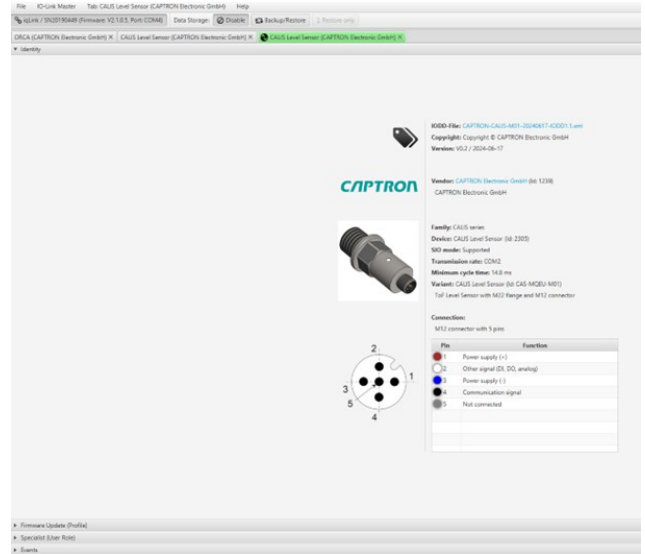 File IO-Link Master Tab: CALIS Level Sensor (CAPTRON Electronic GmbH) Help
iqLink / SN20190449 (Firmware: V2.1.0.5, Port: COM4) Data Storage: Disable Backup/Restore Restore only
ORCA (CAPTRON Electronic GmbH) X CALIS Level Sensor (CAPTRON Electronic GmbH) X CALIS Level Sensor (CAPTRON Electronic GmbH) X
Identity
IODD-File: CAPTRON-CALIS-M01-20240617-IODD1.1.xml
Copyright: Copyright © CAPTRON Electronic GmbH
Version: V0.2 / 2024-06-17
CAPTRON
Vendor: CAPTRON Electronic GmbH (Id: 1239)
CAPTRON Electronic GmbH
Family: CALIS series
Device: CALIS Level Sensor (Id: 2305)
SIO mode: Supported
Transmission rate: COM2
Minimum cycle time: 14.8 ms
Variant: CALIS Level Sensor (Id: CAS-MQEU-M01)
ToF Level Sensor with M22 flange and M12 connector
Connection:
M12 connector with 5 pins
Pin Function
1 Power supply (+)
2 Other signal (DI, DO, analog)
3 Power supply (-)
4 Communication signal
5 Not connected
2
1
3
5
4
Firmware Update (Profile)
Specialist (User Role)
Events